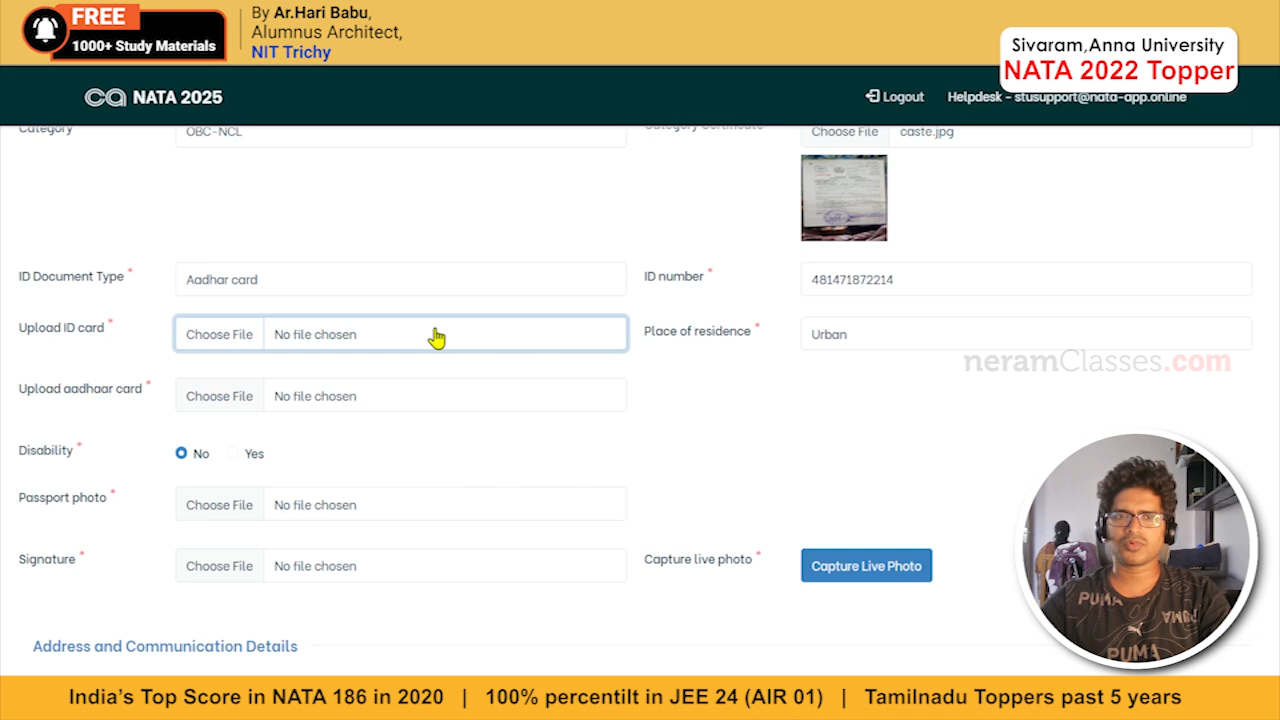 FREE
1000+ Study Materials
By Ar.Hari Babu,
Alumnus Architect,
NIT Trichy
Sivaram,Anna University
NATA 2022 Topper
NATA 2025
Logout
Helpdesk - stusupport@nata-app.online
Category
OBC-NCL
Category Certificate
Choose File caste.jpg
ID Document Type *
Aadhar card
ID number *
481471872214
Upload ID card *
Choose File No file chosen
Place of residence *
Urban
neramClasses.com
Upload aadhaar card *
Choose File No file chosen
Disability *
No Yes
Passport photo *
Choose File No file chosen
Signature *
Choose File No file chosen
Capture live photo *
Capture Live Photo
PUMA
PUMA
PUMA
Address and Communication Details
India's Top Score in NATA 186 in 2020 | 100% percentilt in JEE 24 (AIR 01) | Tamilnadu Toppers past 5 years